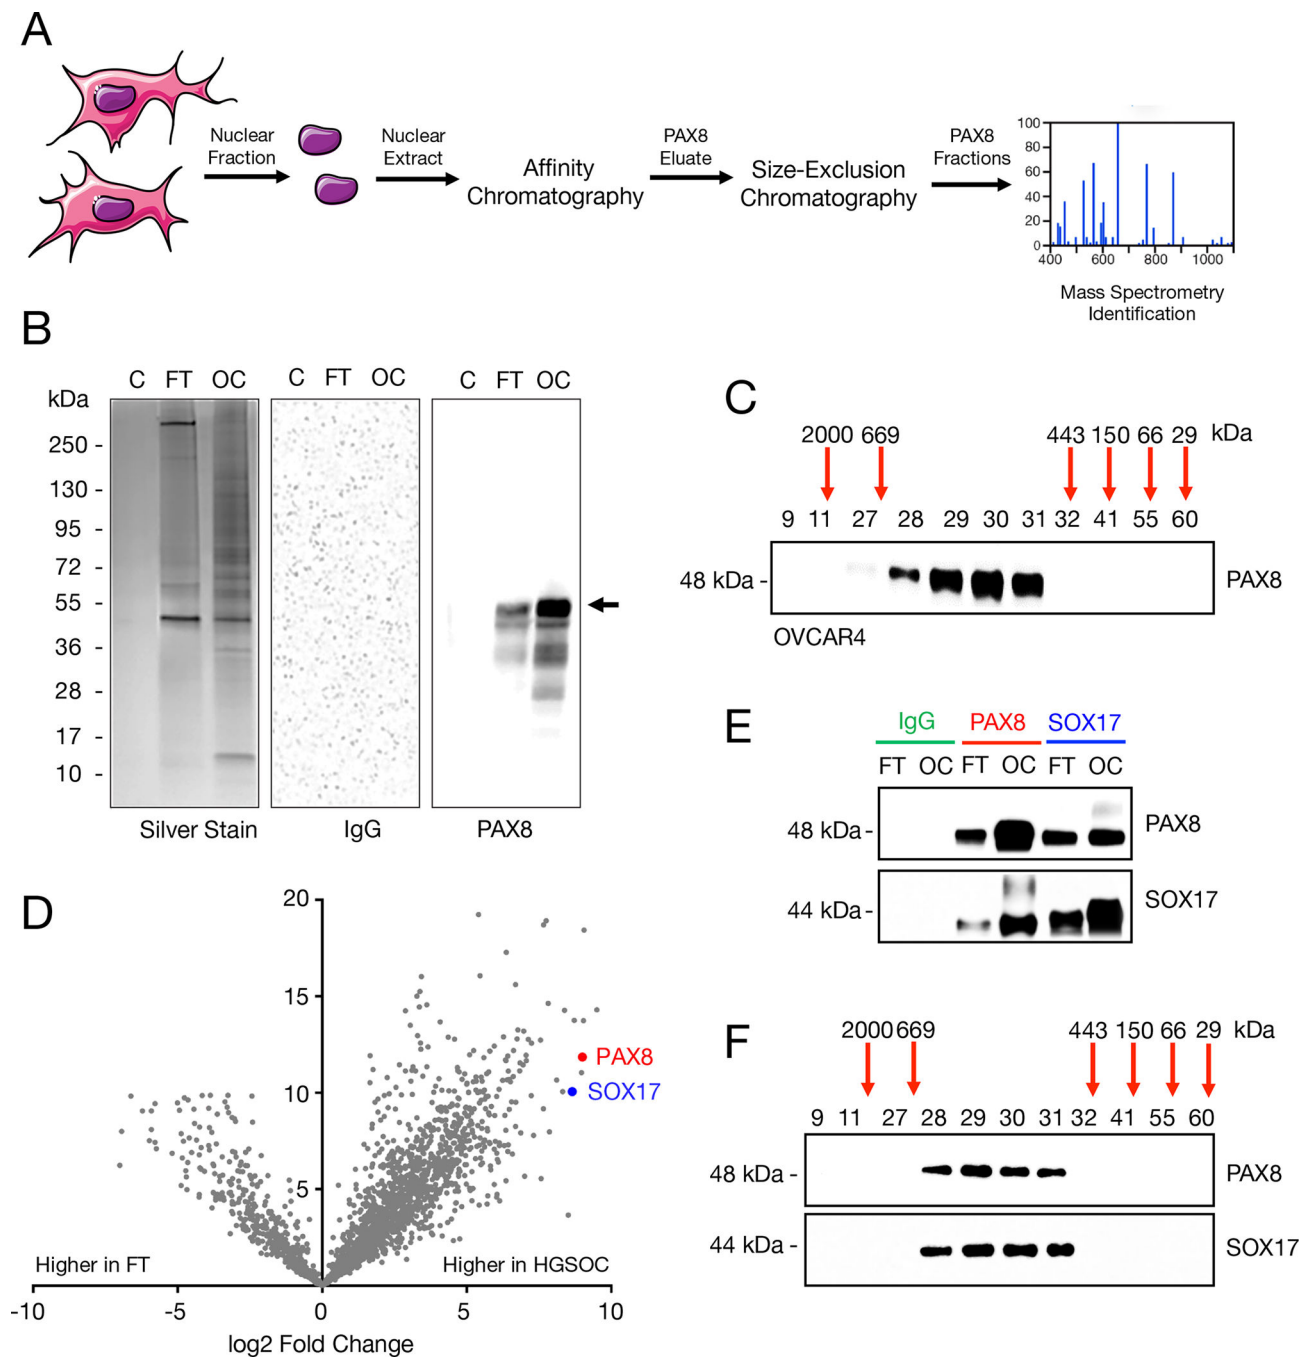 A
Nuclear
Fraction
Nuclear
Extract
Affinity
Chromatography
PAX8
Eluate
Size-Exclusion
Chromatography
PAX8
Fractions
100
80
60
40
20
0
400 600 800 1000
Mass Spectrometry
Identification
B
C FT OC
C FT OC
C FT OC
kDa
250 -
130 -
95 -
72 -
55 -
36 -
28 -
17 -
10 -
Silver Stain
IgG
PAX8
C
2000 669 443 150 66 29 kDa
9 11 27 28 29 30 31 32 41 55 60
48 kDa -
PAX8
OVCAR4
D
20
15
10
5
PAX8
SOX17
Higher in FT
Higher in HGSOC
-10 -5 0 5 10
log2 Fold Change
E
IgG PAX8 SOX17
FT OC FT OC FT OC
48 kDa -
PAX8
44 kDa -
SOX17
F
2000 669 443 150 66 29 kDa
9 11 27 28 29 30 31 32 41 55 60
48 kDa -
PAX8
44 kDa -
SOX17